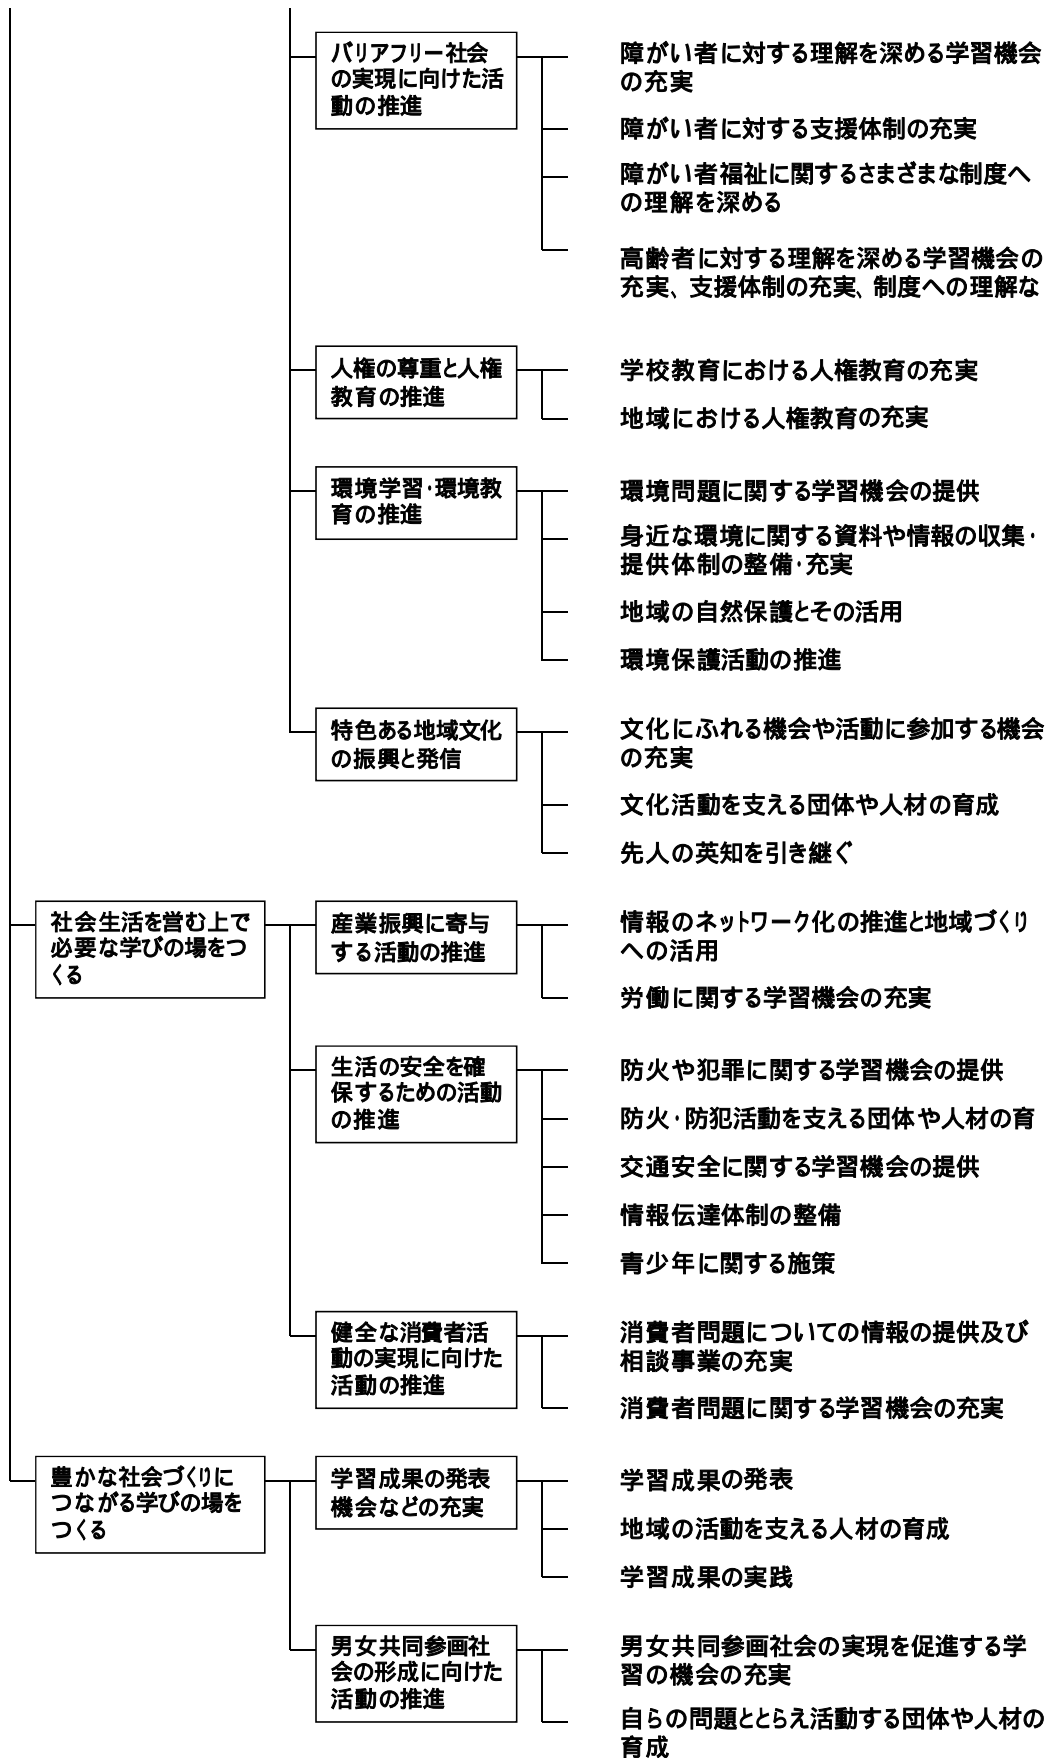 バリアフリー社会
の実現に向けた活
動の推進
障がい者に対する理解を深める学習機会
の充実
障がい者に対する支援体制の充実
障がい者福祉に関するさまざまな制度へ
の理解を深める
高齢者に対する理解を深める学習機会の
充実、支援体制の充実、制度への理解な
人権の尊重と人権
教育の推進
学校教育における人権教育の充実
地域における人権教育の充実
環境学習・環境教
育の推進
環境問題に関する学習機会の提供
身近な環境に関する資料や情報の収集・
提供体制の整備・充実
地域の自然保護とその活用
環境保護活動の推進
特色ある地域文化
の振興と発信
文化にふれる機会や活動に参加する機会
の充実
文化活動を支える団体や人材の育成
先人の英知を引き継ぐ
社会生活を営む上で
必要な学びの場をつ
くる
産業振興に寄与
する活動の推進
情報のネットワーク化の推進と地域づくり
への活用
労働に関する学習機会の充実
生活の安全を確
保するための活動
の推進
防火や犯罪に関する学習機会の提供
防火・防犯活動を支える団体や人材の育
交通安全に関する学習機会の提供
情報伝達体制の整備
青少年に関する施策
健全な消費者活
動の実現に向けた
活動の推進
消費者問題についての情報の提供及び
相談事業の充実
消費者問題に関する学習機会の充実
豊かな社会づくりに
つながる学びの場を
つくる
学習成果の発表
機会などの充実
学習成果の発表
地域の活動を支える人材の育成
学習成果の実践
男女共同参画社
会の形成に向けた
活動の推進
男女共同参画社会の実現を促進する学
習の機会の充実
自らの問題ととらえ活動する団体や人材の
育成